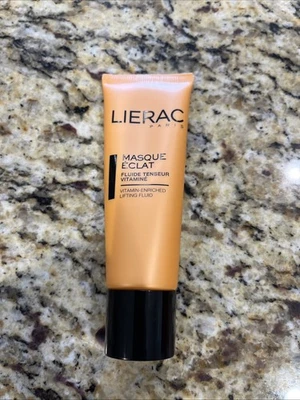 LIERAC
PARIS
MASQUE
ÉCLAT
FLUIDE TENSEUR
VITAMINÉ
VITAMIN ENRICHED
LIFTING FLUID